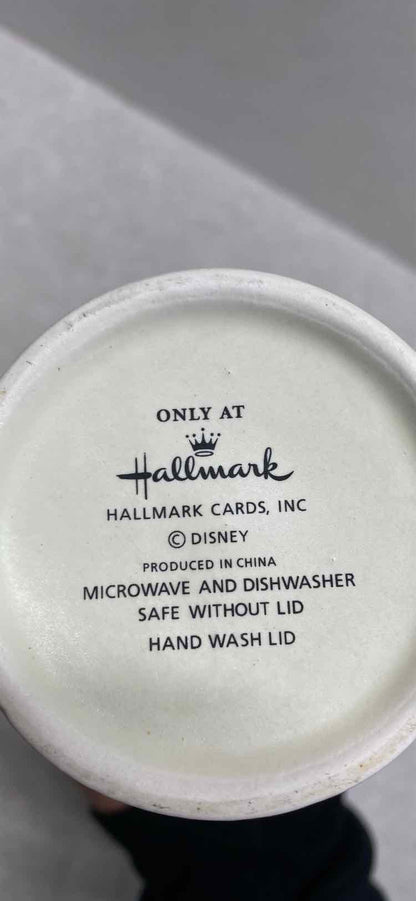 ONLY AT
Hallmark
HALLMARK CARDS, INC
© DISNEY
PRODUCED IN CHINA
MICROWAVE AND DISHWASHER
SAFE WITHOUT LID
HAND WASH LID